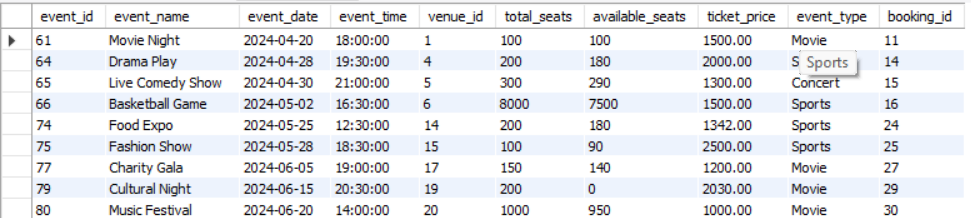 event_id event_name event_date event_time venue_id total_seats available_seats ticket_price event_type booking_id
61 Movie Night 2024-04-20 18:00:00 1 100 100 1500.00 Movie 11
64 Drama Play 2024-04-28 19:30:00 4 200 180 2000.00 S 14
Sports
65 Live Comedy Show 2024-04-30 21:00:00 5 300 290 1300.00 Concert 15
66 Basketball Game 2024-05-02 16:30:00 6 8000 7500 1500.00 Sports 16
74 Food Expo 2024-05-25 12:30:00 14 200 180 1342.00 Sports 24
75 Fashion Show 2024-05-28 18:30:00 15 100 90 2500.00 Sports 25
77 Charity Gala 2024-06-05 19:00:00 17 150 140 1200.00 Movie 27
79 Cultural Night 2024-06-15 20:30:00 19 200 0 2030.00 Movie 29
80 Music Festival 2024-06-20 14:00:00 20 1000 950 1000.00 Movie 30